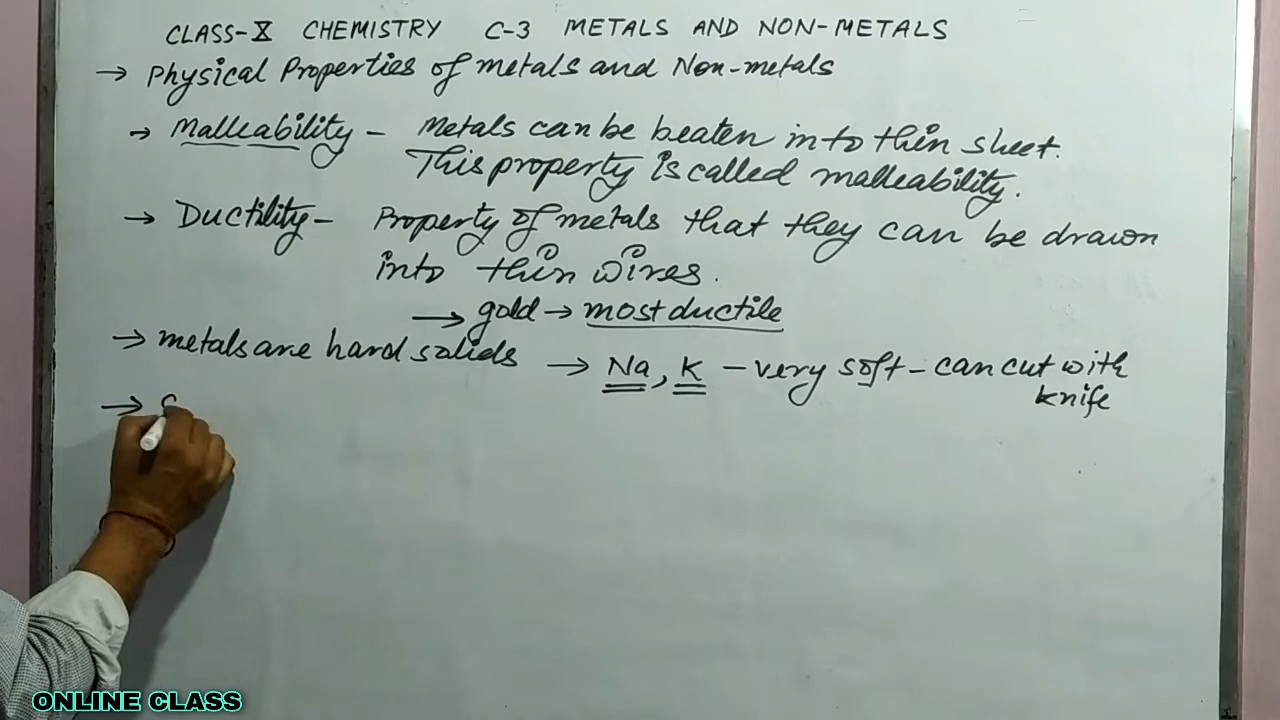 CLASS-X CHEMISTRY C-3 METALS AND NON-METALS
→ Physical Properties of metals and Non-metals
→ Malleability - Metals can be beaten into thin sheet.
This property is called malleability.
→ Ductility - Property of metals that they can be drawn
into thin wires.
→ gold → most ductile
→ metals are hard solids → Na, K - very soft - can cut with
knife
→
ONLINE CLASS